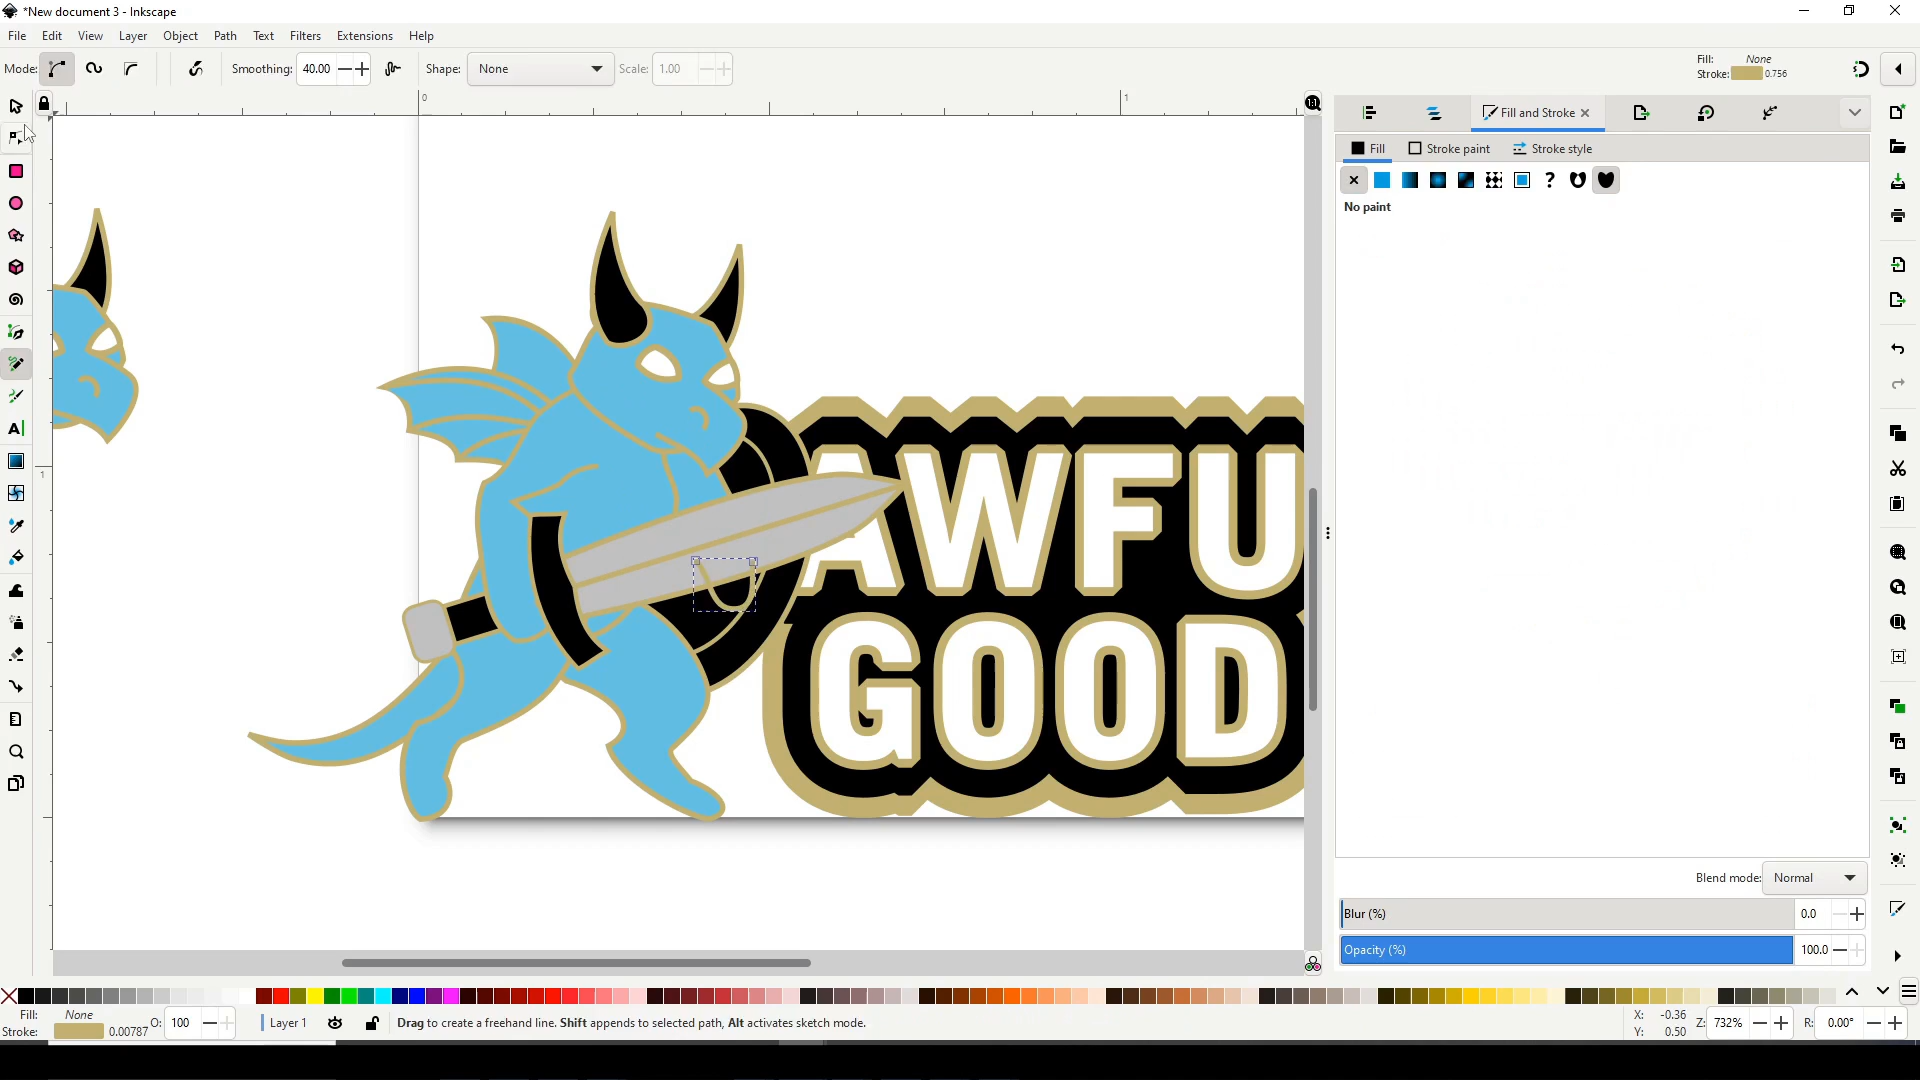 *New document 3 - Inkscape
File Edit View Layer Object Path Text Filters Extensions Help
Mode: Smoothing: 40.00 Shape: None Scale: 1.00
Fill: None
Stroke: 0.756
0 1
Fill and Stroke
Fill Stroke paint Stroke style
?
No paint
1
AWFU
GOOD
Blend mode: Normal
Blur (%) 0.0
Opacity (%) 100.0
Fill: None
Stroke: 0.00787 O: 100
Layer 1 Drag to create a freehand line. Shift appends to selected path, Alt activates sketch mode.
X: -0.36
Y: 0.50
Z: 732% R: 0.00°